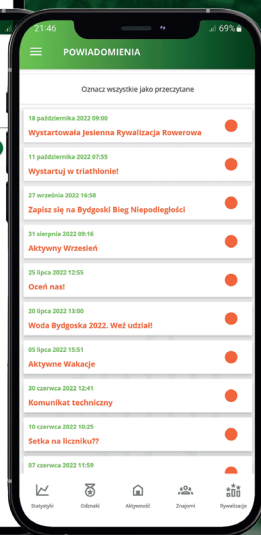 21:46
69%
POWIADOMIENIA
Oznacz wszystkie jako przeczytane
18 października 2022 09:00
Wystartowała Jesienna Rywalizacja Rowerowa
11 października 2022 07:55
Wystartuj w triathlonie!
27 września 2022 16:58
Zapisz się na Bydgoski Bieg Niepodległości
31 sierpnia 2022 09:16
Aktywny Wrzesień
25 lipca 2022 12:55
Oceń nas!
20 lipca 2022 13:00
Woda Bydgoska 2022. Weź udział!
05 lipca 2022 15:51
Aktywne Wakacje
30 czerwca 2022 12:41
Komunikat techniczny
10 czerwca 2022 10:25
Setka na liczniku??
07 czerwca 2022 11:59
Statystyki Odznaki Aktywność Znajomi Rywalizacje